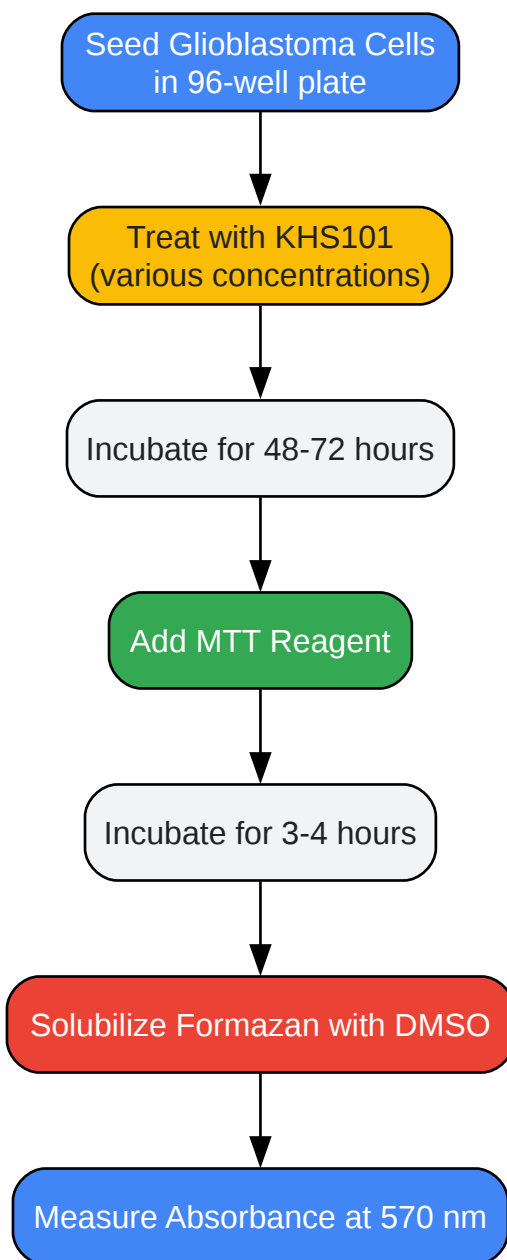 Seed Glioblastoma Cells
in 96-well plate
Treat with KHS101
(various concentrations)
Incubate for 48-72 hours
Add MTT Reagent
Incubate for 3-4 hours
Solubilize Formazan with DMSO
Measure Absorbance at 570 nm